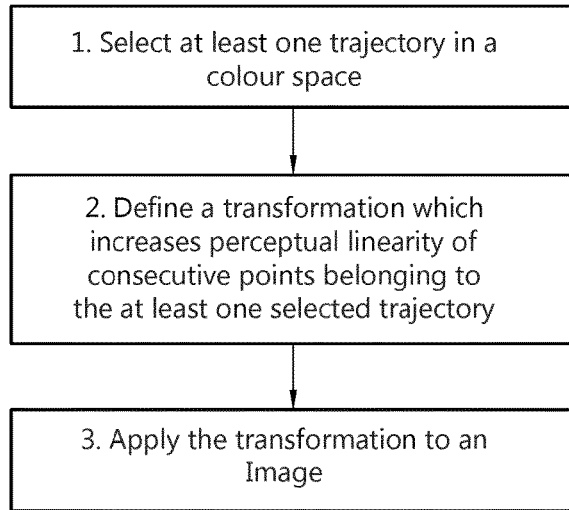 1. Select at least one trajectory in a
colour space
2. Define a transformation which
increases perceptual linearity of
consecutive points belonging to
the at least one selected trajectory
3. Apply the transformation to an
Image